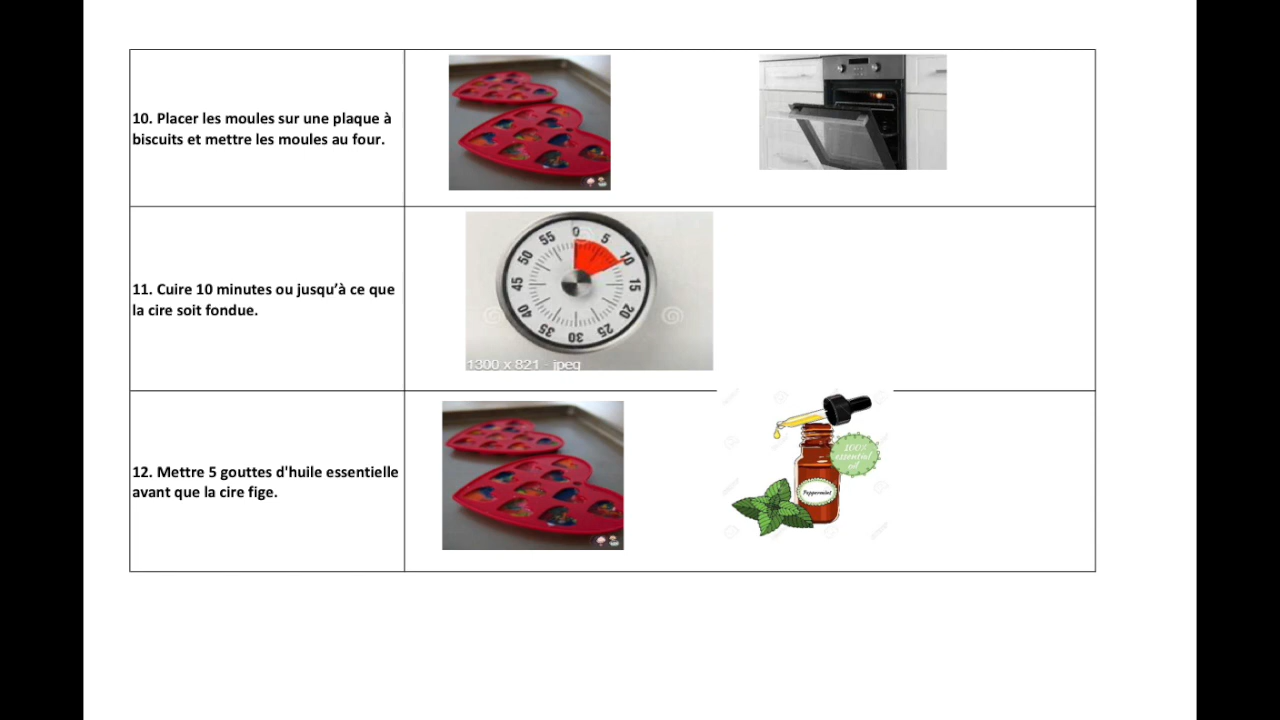 10. Placer les moules sur une plaque à
biscuits et mettre les moules au four.
55 0 5
50 10
45 15
40 20
35 30 25
1300 x 821 - jpeg
11. Cuire 10 minutes ou jusqu’à ce que
la cire soit fondue.
12. Mettre 5 gouttes d'huile essentielle
avant que la cire fige.
100%
essential
oil
Peppermint